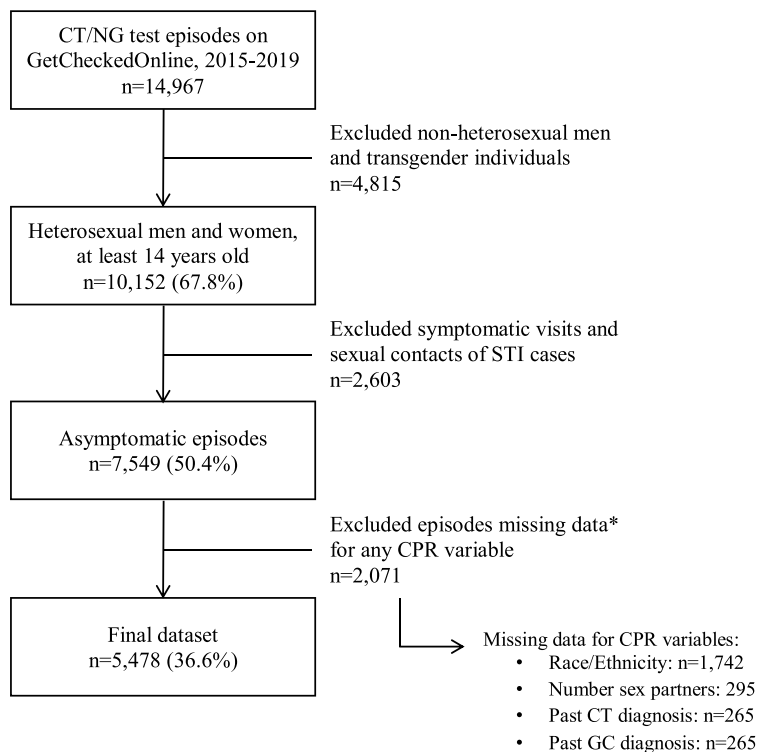 CT/NG test episodes on
GetCheckedOnline, 2015-2019
n=14,967
Excluded non-heterosexual men
and transgender individuals
n=4,815
Heterosexual men and women,
at least 14 years old
n=10,152 (67.8%)
Excluded symptomatic visits and
sexual contacts of STI cases
n=2,603
Asymptomatic episodes
n=7,549 (50.4%)
Excluded episodes missing data*
for any CPR variable
n=2,071
Final dataset
n=5,478 (36.6%)
Missing data for CPR variables:
• Race/Ethnicity: n=1,742
• Number sex partners: 295
• Past CT diagnosis: n=265
• Past GC diagnosis: n=265